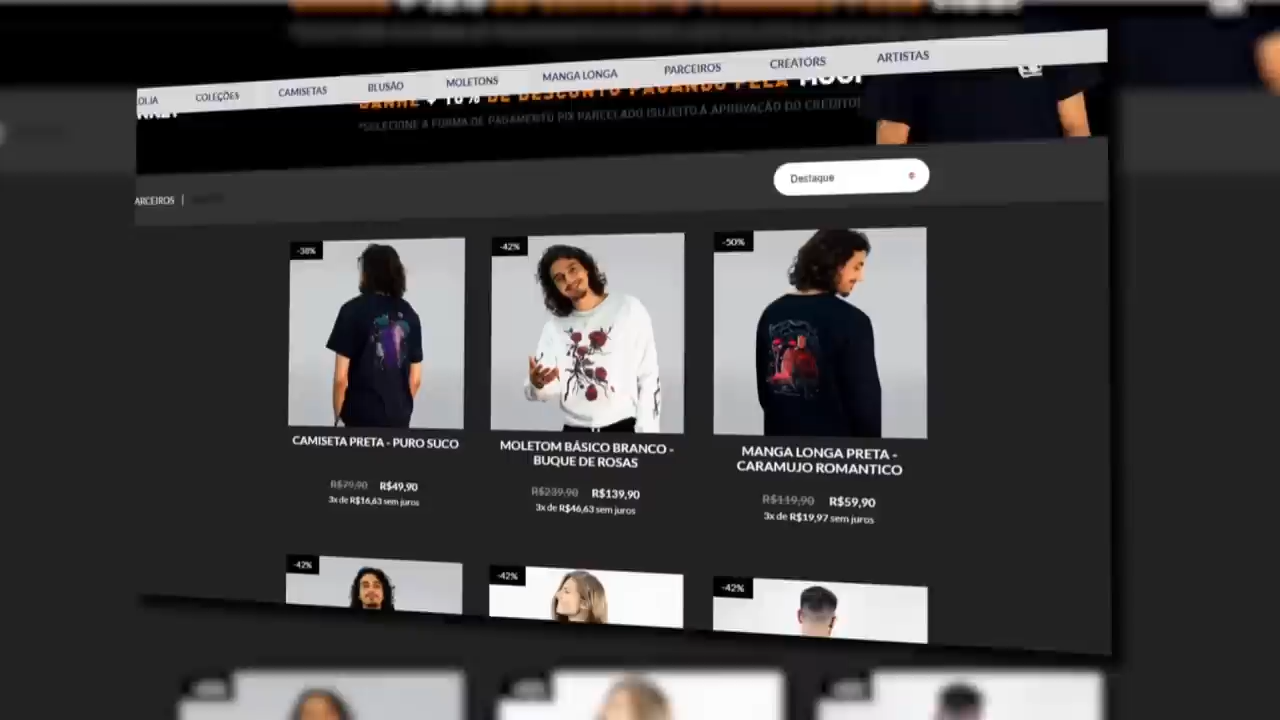 COLEÇÕES
CAMISETAS
BLUSÃO
MOLETONS
MANGA LONGA
PARCEIROS
CREATORS
ARTISTAS
GANHE + 10% DE DESCONTO PAGANDO PELA
*SELECIONE A FORMA DE PAGAMENTO PIX PARCELADO (SUJEITO À APROVAÇÃO DO CRÉDITO)
ARCEIROS |
Destaque
-38%
-42%
-50%
CAMISETA PRETA - PURO SUCO
R$79,90 R$49,90
3x de R$16,63 sem juros
MOLETOM BÁSICO BRANCO -
BUQUE DE ROSAS
R$239,90 R$139,90
3x de R$46,63 sem juros
MANGA LONGA PRETA -
CARAMUJO ROMANTICO
R$119,90 R$59,90
3x de R$19,97 sem juros
-42%
-42%
-42%